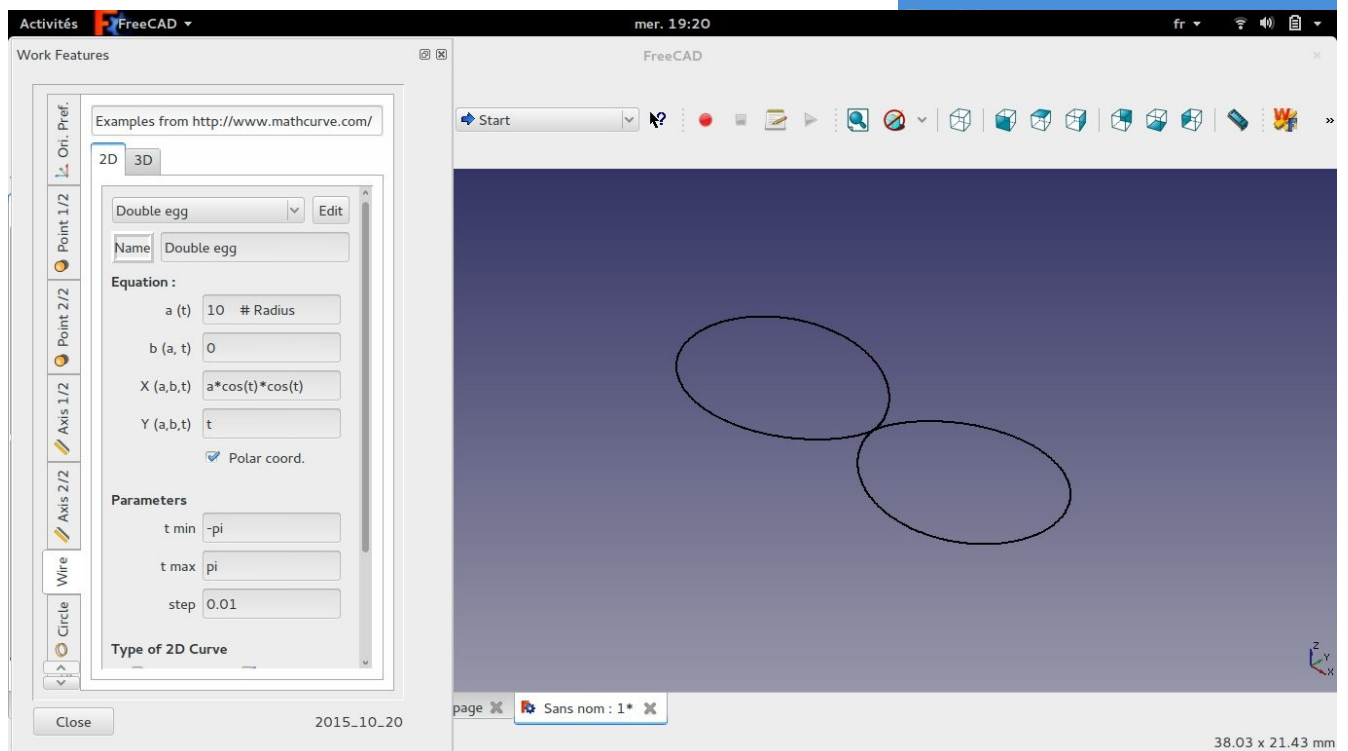 Activités FreeCAD mer. 19:20 fr
Work Features FreeCAD
Ori. Pref.
Point 1/2
Point 2/2
Axis 1/2
Axis 2/2
Wire
Circle
Examples from http://www.mathcurve.com/
2D 3D
Double egg Edit
Name Double egg
Equation :
a (t) 10 # Radius
b (a, t) 0
X (a,b,t) a*cos(t)*cos(t)
Y (a,b,t) t
Polar coord.
Parameters
t min -pi
t max pi
step 0.01
Type of 2D Curve
Close 2015_10_20
Start »
Z
Y
X
page Sans nom : 1*
38.03 x 21.43 mm